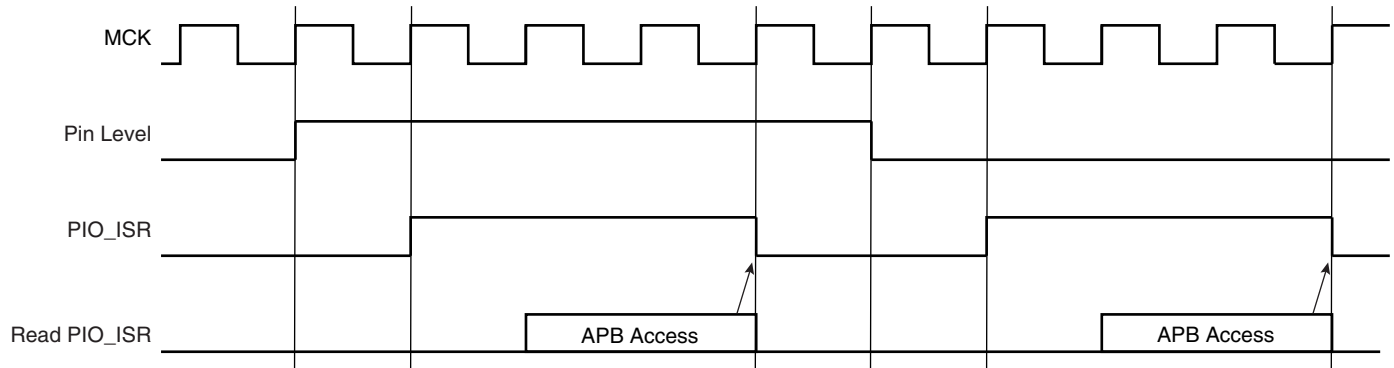 MCK
Pin Level
PIO_ISR
Read PIO_ISR
APB Access
APB Access